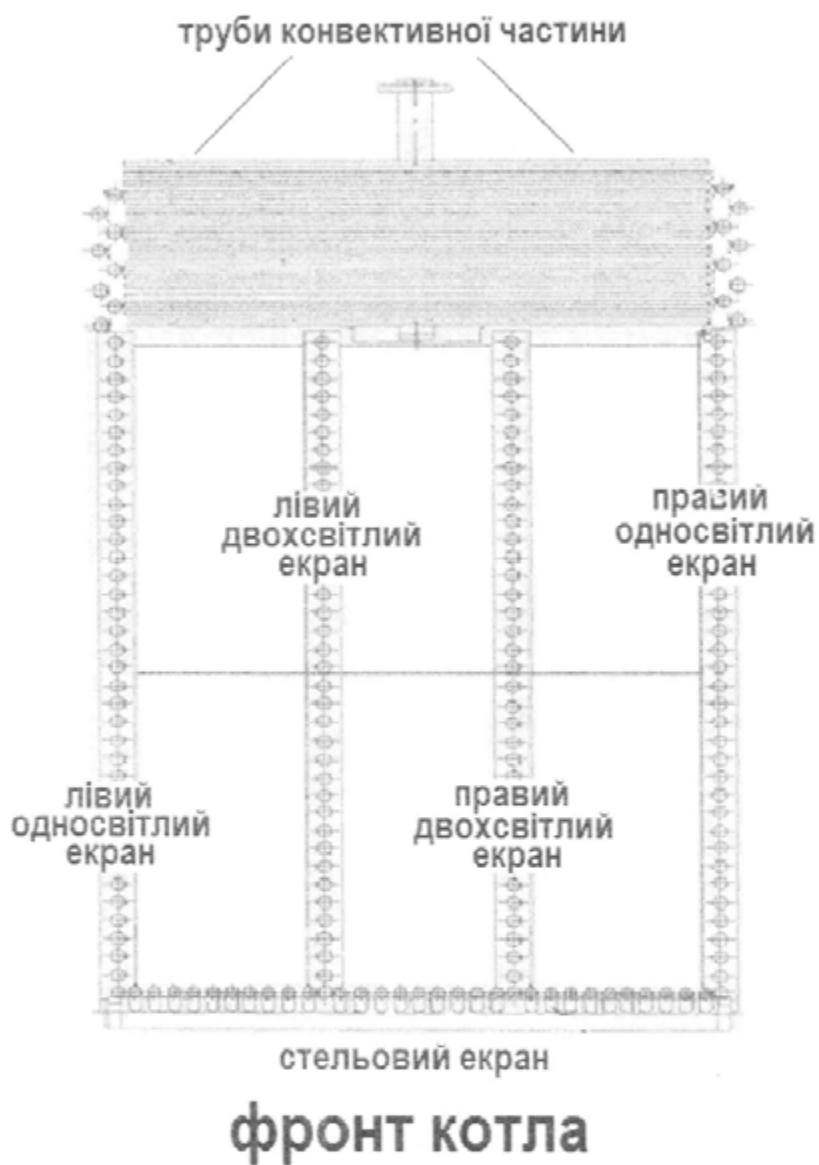 труби конвективної частини
лівий
двохсвітлий
екран
правий
односвітлий
екран
лівий
односвітлий
екран
правий
двохсвітлий
екран
стельовий екран
фронт котла